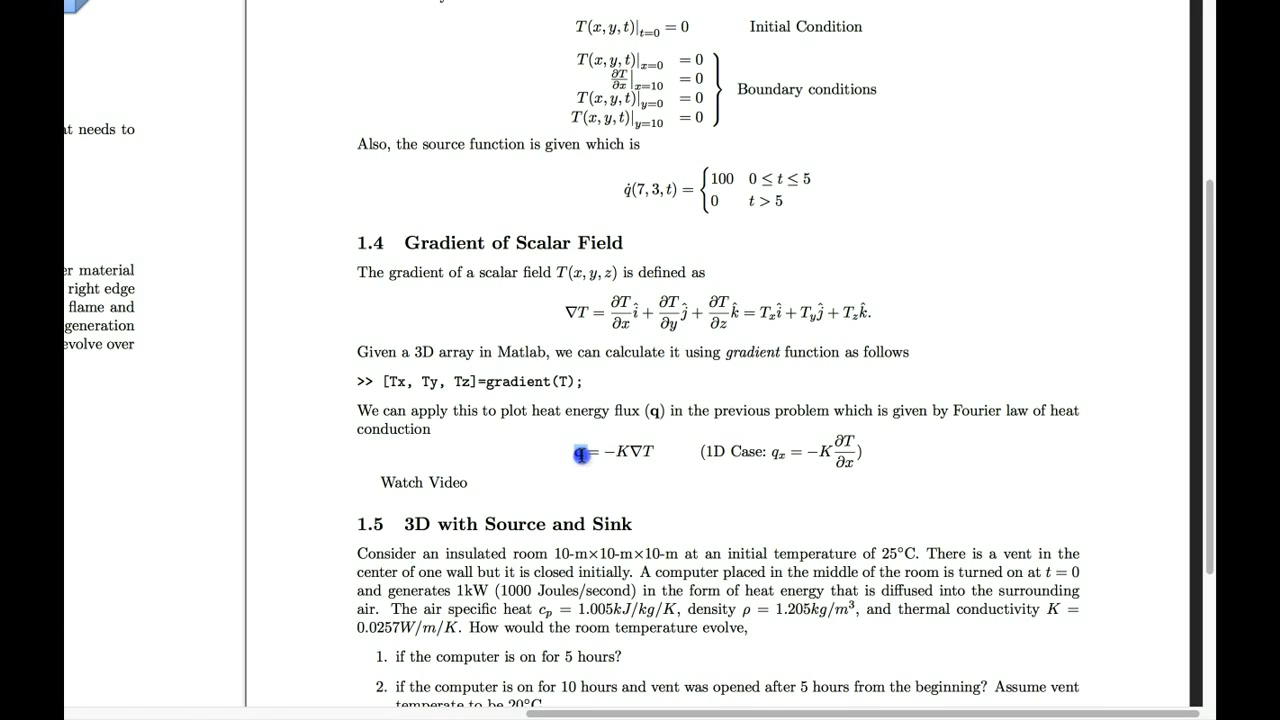 T(x, y, t)|t=0 = 0 Initial Condition
T(x, y, t)|x=0 = 0
∂T/∂x|x=10 = 0
T(x, y, t)|y=0 = 0
T(x, y, t)|y=10 = 0
Boundary conditions
Also, the source function is given which is
q̇(7, 3, t) = { 100 0 ≤ t ≤ 5
0 t > 5
1.4 Gradient of Scalar Field
The gradient of a scalar field T(x, y, z) is defined as
∇T = ∂T/∂x î + ∂T/∂y ĵ + ∂T/∂z k̂ = Txî + Tyĵ + Tzk̂.
Given a 3D array in Matlab, we can calculate it using gradient function as follows
>> [Tx, Ty, Tz]=gradient(T);
We can apply this to plot heat energy flux (q) in the previous problem which is given by Fourier law of heat
conduction
q = −K∇T (1D Case: qx = −K ∂T/∂x)
Watch Video
1.5 3D with Source and Sink
Consider an insulated room 10-m×10-m×10-m at an initial temperature of 25°C. There is a vent in the
center of one wall but it is closed initially. A computer placed in the middle of the room is turned on at t = 0
and generates 1kW (1000 Joules/second) in the form of heat energy that is diffused into the surrounding
air. The air specific heat cp = 1.005kJ/kg/K, density ρ = 1.205kg/m³, and thermal conductivity K =
0.0257W/m/K. How would the room temperature evolve,
1. if the computer is on for 5 hours?
2. if the computer is on for 10 hours and vent was opened after 5 hours from the beginning? Assume vent
temperate to be 20°C
at needs to
er material
right edge
flame and
generation
evolve over